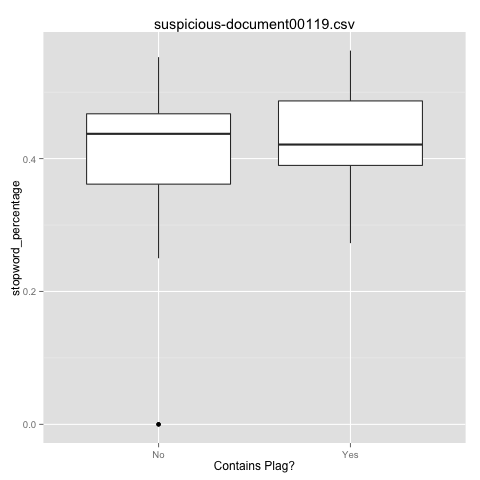 suspicious-document00119.csv
stopword_percentage
0.4
0.2
0.0
No Yes
Contains Plag?